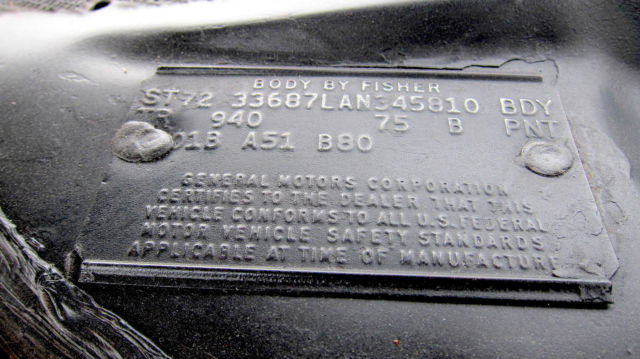 BODY BY FISHER
ST72 33687LAN345810 BDY
TR 940 75 B PNT
01B A51 B80
GENERAL MOTORS CORPORATION
CERTIFIES TO THE DEALER THAT THIS
VEHICLE CONFORMS TO ALL U.S. FEDERAL
MOTOR VEHICLE SAFETY STANDARDS
APPLICABLE AT TIME OF MANUFACTURE